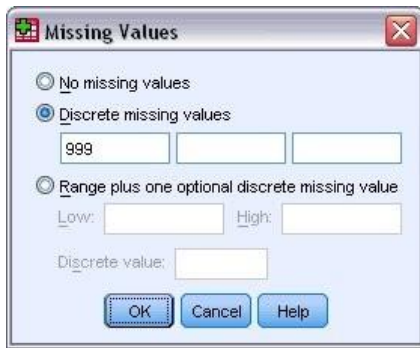 Missing Values
No missing values
Discrete missing values
999
Range plus one optional discrete missing value
Low: High:
Discrete value:
OK Cancel Help